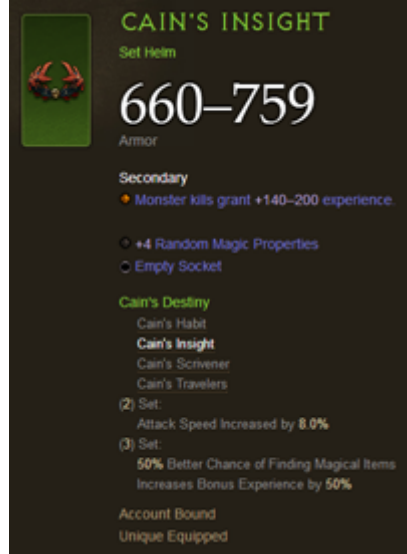 CAIN'S INSIGHT
Set Helm
660–759
Armor
Secondary
Monster kills grant +140–200 experience.
+4 Random Magic Properties
Empty Socket
Cain's Destiny
Cain's Habit
Cain's Insight
Cain's Scrivener
Cain's Travelers
(2) Set:
Attack Speed Increased by 8.0%
(3) Set:
50% Better Chance of Finding Magical Items
Increases Bonus Experience by 50%
Account Bound
Unique Equipped